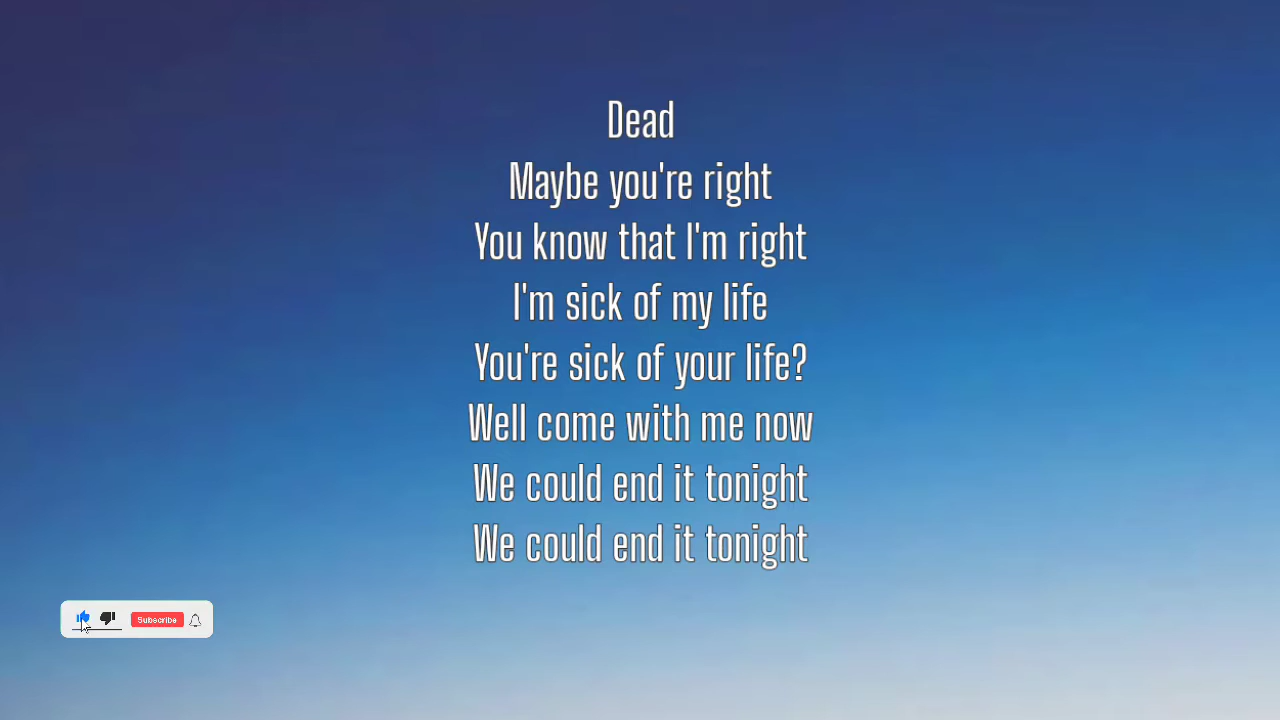 Dead
Maybe you're right
You know that I'm right
I'm sick of my life
You're sick of your life?
Well come with me now
We could end it tonight
We could end it tonight
Subscribe